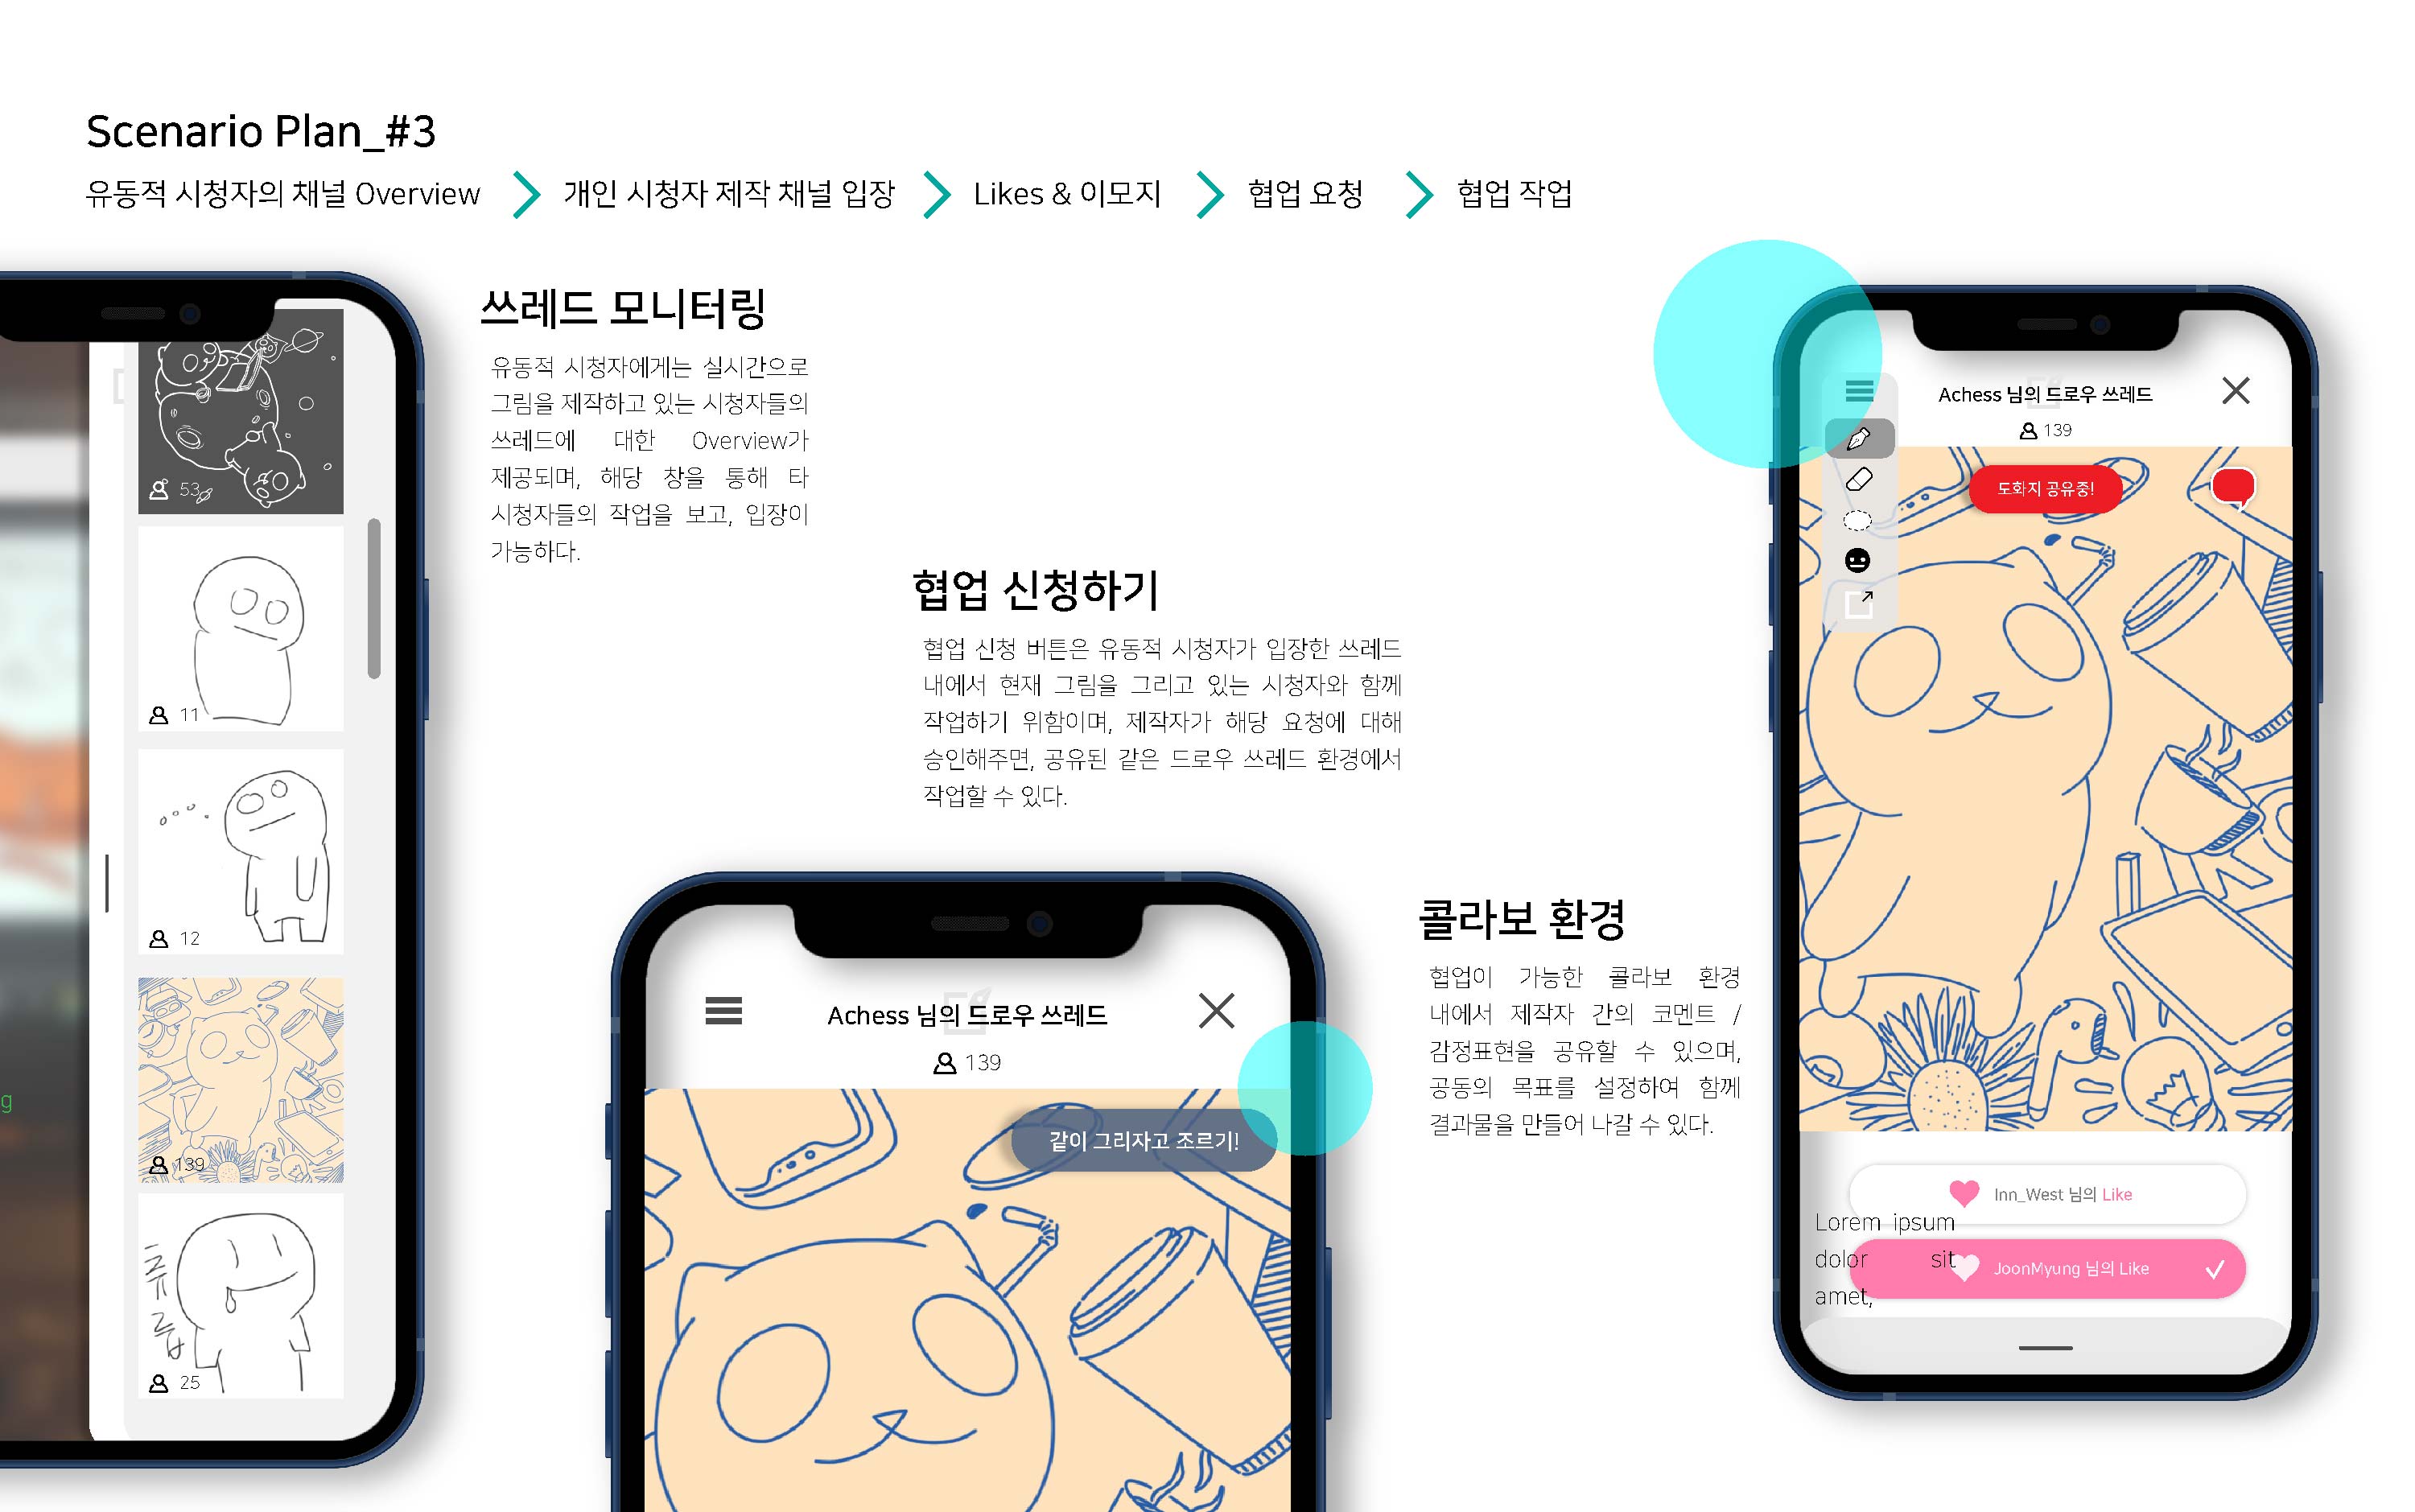 Scenario Plan_#3
유동적 시청자의 채널 Overview
개인 시청자 제작 채널 입장
Likes & 이모지
협업 요청
협업 작업
쓰레드 모니터링
유동적 시청자에게는 실시간으로
그림을 제작하고 있는 시청자들의
쓰레드에 대한 Overview가
제공되며, 해당 창을 통해 타
시청자들의 작업을 보고, 입장이
가능하다.
53
11
12
139
25
g
협업 신청하기
협업 신청 버튼은 유동적 시청자가 입장한 쓰레드
내에서 현재 그림을 그리고 있는 시청자와 함께
작업하기 위함이며, 제작자가 해당 요청에 대해
승인해주면, 공유된 같은 드로우 쓰레드 환경에서
작업할 수 있다.
Achess 님의 드로우 쓰레드
139
같이 그리자고 조르기!
콜라보 환경
협업이 가능한 콜라보 환경
내에서 제작자 간의 코멘트 /
감정표현을 공유할 수 있으며,
공동의 목표를 설정하여 함께
결과물을 만들어 나갈 수 있다.
Achess 님의 드로우 쓰레드
139
도화지 공유중!
Inn_West 님의 Like
Lorem ipsum
dolor sit
JoonMyung 님의 Like
amet,